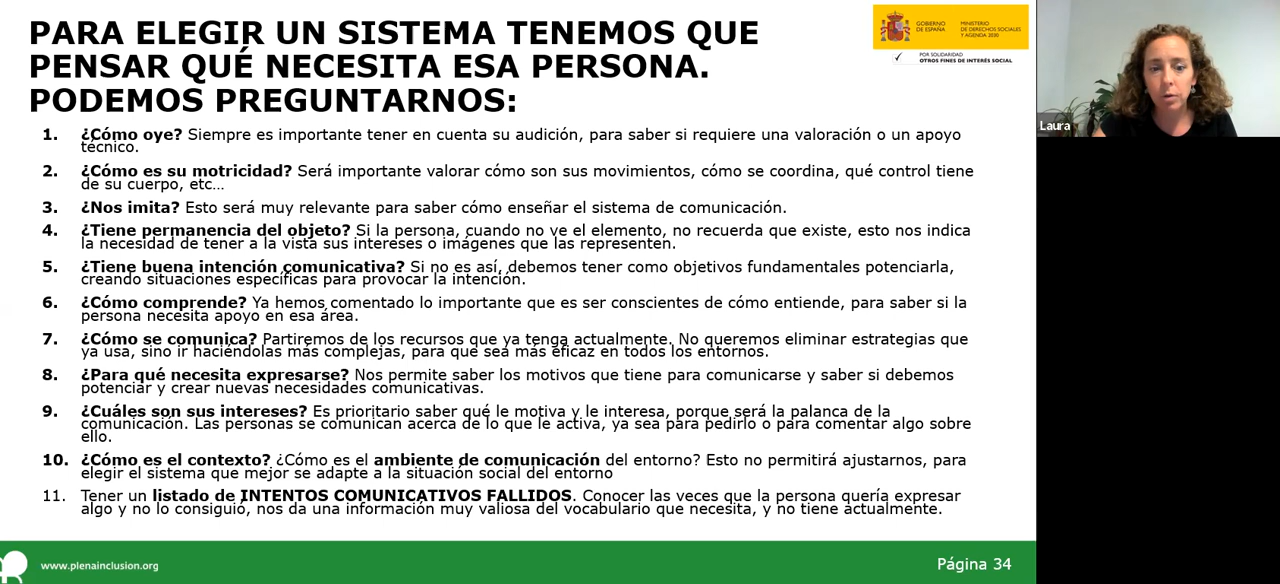 PARA ELEGIR UN SISTEMA TENEMOS QUE
PENSAR QUÉ NECESITA ESA PERSONA.
PODEMOS PREGUNTARNOS:
GOBIERNO
DE ESPAÑA
MINISTERIO
DE DERECHOS SOCIALES
Y AGENDA 2030
POR SOLIDARIDAD
OTROS FINES DE INTERÉS SOCIAL
1. ¿Cómo oye? Siempre es importante tener en cuenta su audición, para saber si requiere una valoración o un apoyo
técnico.
2. ¿Cómo es su motricidad? Será importante valorar cómo son sus movimientos, cómo se coordina, qué control tiene
de su cuerpo, etc…
3. ¿Nos imita? Esto será muy relevante para saber cómo enseñar el sistema de comunicación.
4. ¿Tiene permanencia del objeto? Si la persona, cuando no ve el elemento, no recuerda que existe, esto nos indica
la necesidad de tener a la vista sus intereses o imágenes que las representen.
5. ¿Tiene buena intención comunicativa? Si no es así, debemos tener como objetivos fundamentales potenciarla,
creando situaciones específicas para provocar la intención.
6. ¿Cómo comprende? Ya hemos comentado lo importante que es ser conscientes de cómo entiende, para saber si la
persona necesita apoyo en esa área.
7. ¿Cómo se comunica? Partiremos de los recursos que ya tenga actualmente. No queremos eliminar estrategias que
ya usa, sino ir haciéndolas más complejas, para que sea más eficaz en todos los entornos.
8. ¿Para qué necesita expresarse? Nos permite saber los motivos que tiene para comunicarse y saber si debemos
potenciar y crear nuevas necesidades comunicativas.
9. ¿Cuáles son sus intereses? Es prioritario saber qué le motiva y le interesa, porque será la palanca de la
comunicación. Las personas se comunican acerca de lo que le activa, ya sea para pedirlo o para comentar algo sobre
ello.
10. ¿Cómo es el contexto? ¿Cómo es el ambiente de comunicación del entorno? Esto no permitirá ajustarnos, para
elegir el sistema que mejor se adapte a la situación social del entorno
11. Tener un listado de INTENTOS COMUNICATIVOS FALLIDOS. Conocer las veces que la persona quería expresar
algo y no lo consiguió, nos da una información muy valiosa del vocabulario que necesita, y no tiene actualmente.
www.plenainclusion.org
Página 34
Laura